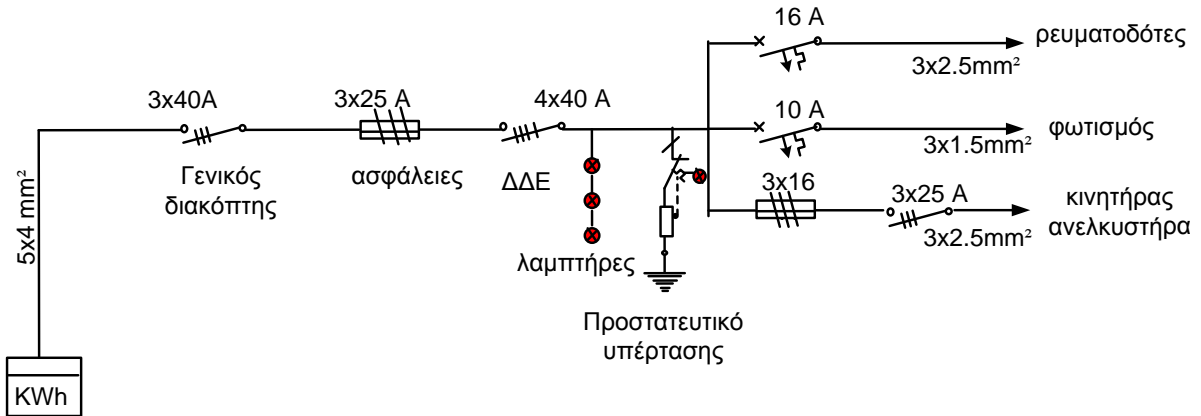 16 A
ρευματοδότες
3x2.5mm²
3x40A
3x25 A
4x40 A
10 A
φωτισμός
3x1.5mm²
Γενικός
διακόπτης
ασφάλειες
ΔΔΕ
3x16
3x25 A
κινητήρας
ανελκυστήρα
3x2.5mm²
5x4 mm²
λαμπτήρες
Προστατευτικό
υπέρτασης
KWh